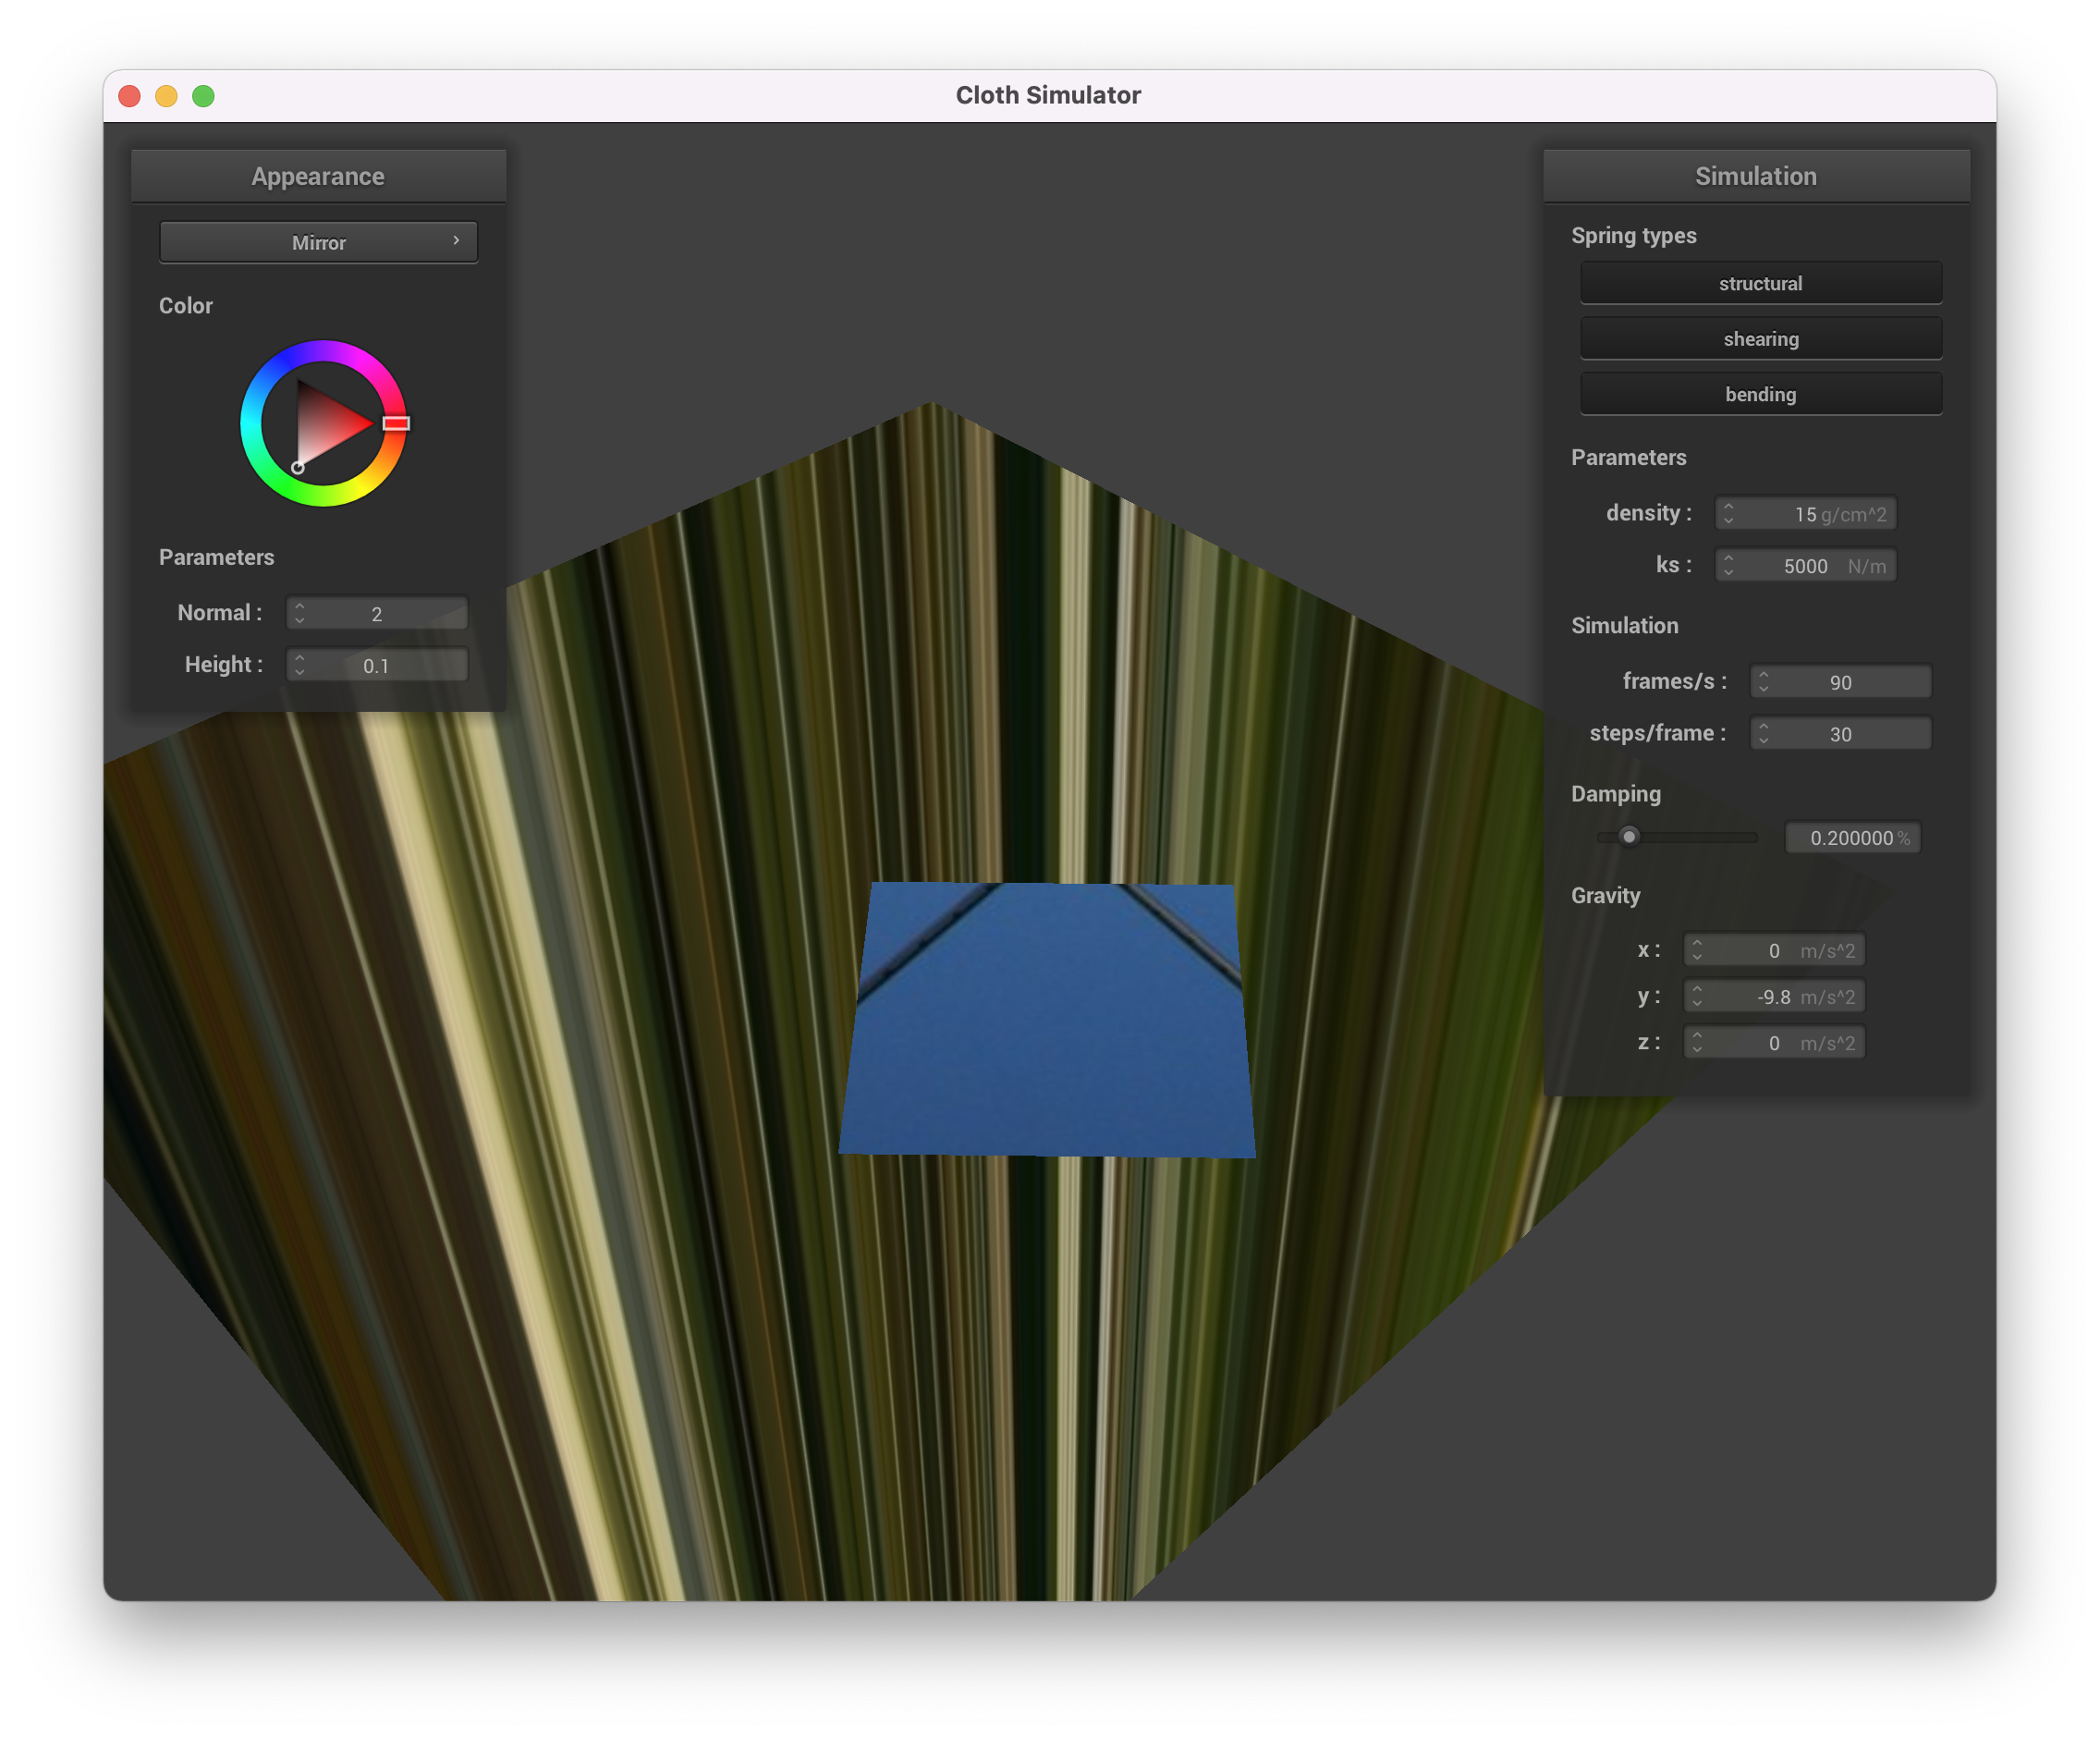 Cloth Simulator
Appearance
Mirror
Color
Parameters
Normal : 2
Height : 0.1
Simulation
Spring types
structural
shearing
bending
Parameters
density : 15 g/cm^2
ks : 5000 N/m
Simulation
frames/s : 90
steps/frame : 30
Damping
0.200000 %
Gravity
x : 0 m/s^2
y : -9.8 m/s^2
z : 0 m/s^2